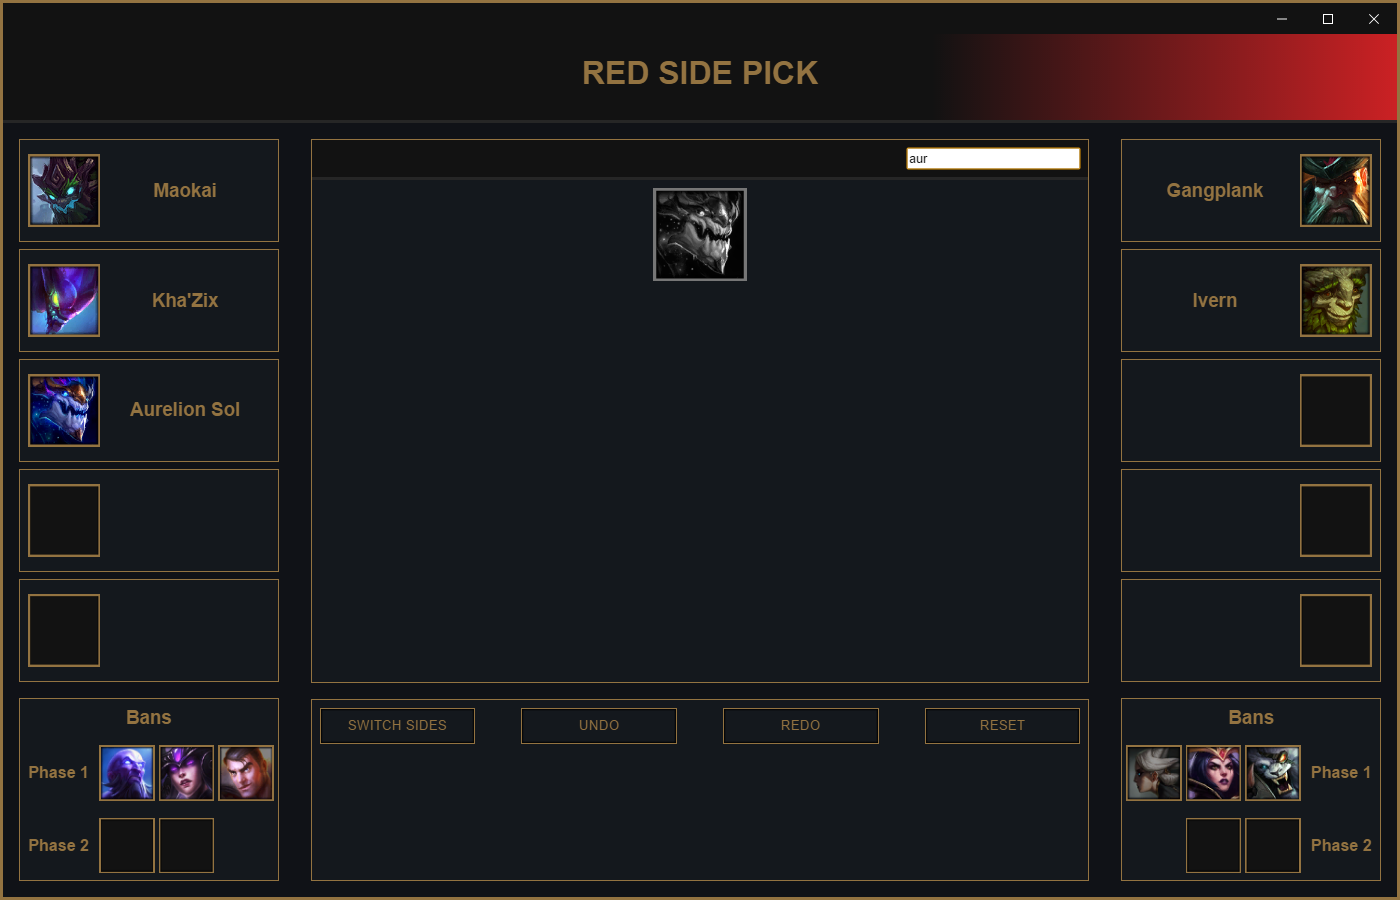 RED SIDE PICK
aur
Maokai
Kha'Zix
Aurelion Sol
Gangplank
Ivern
Bans
Phase 1
Phase 2
SWITCH SIDES
UNDO
REDO
RESET
Bans
Phase 1
Phase 2